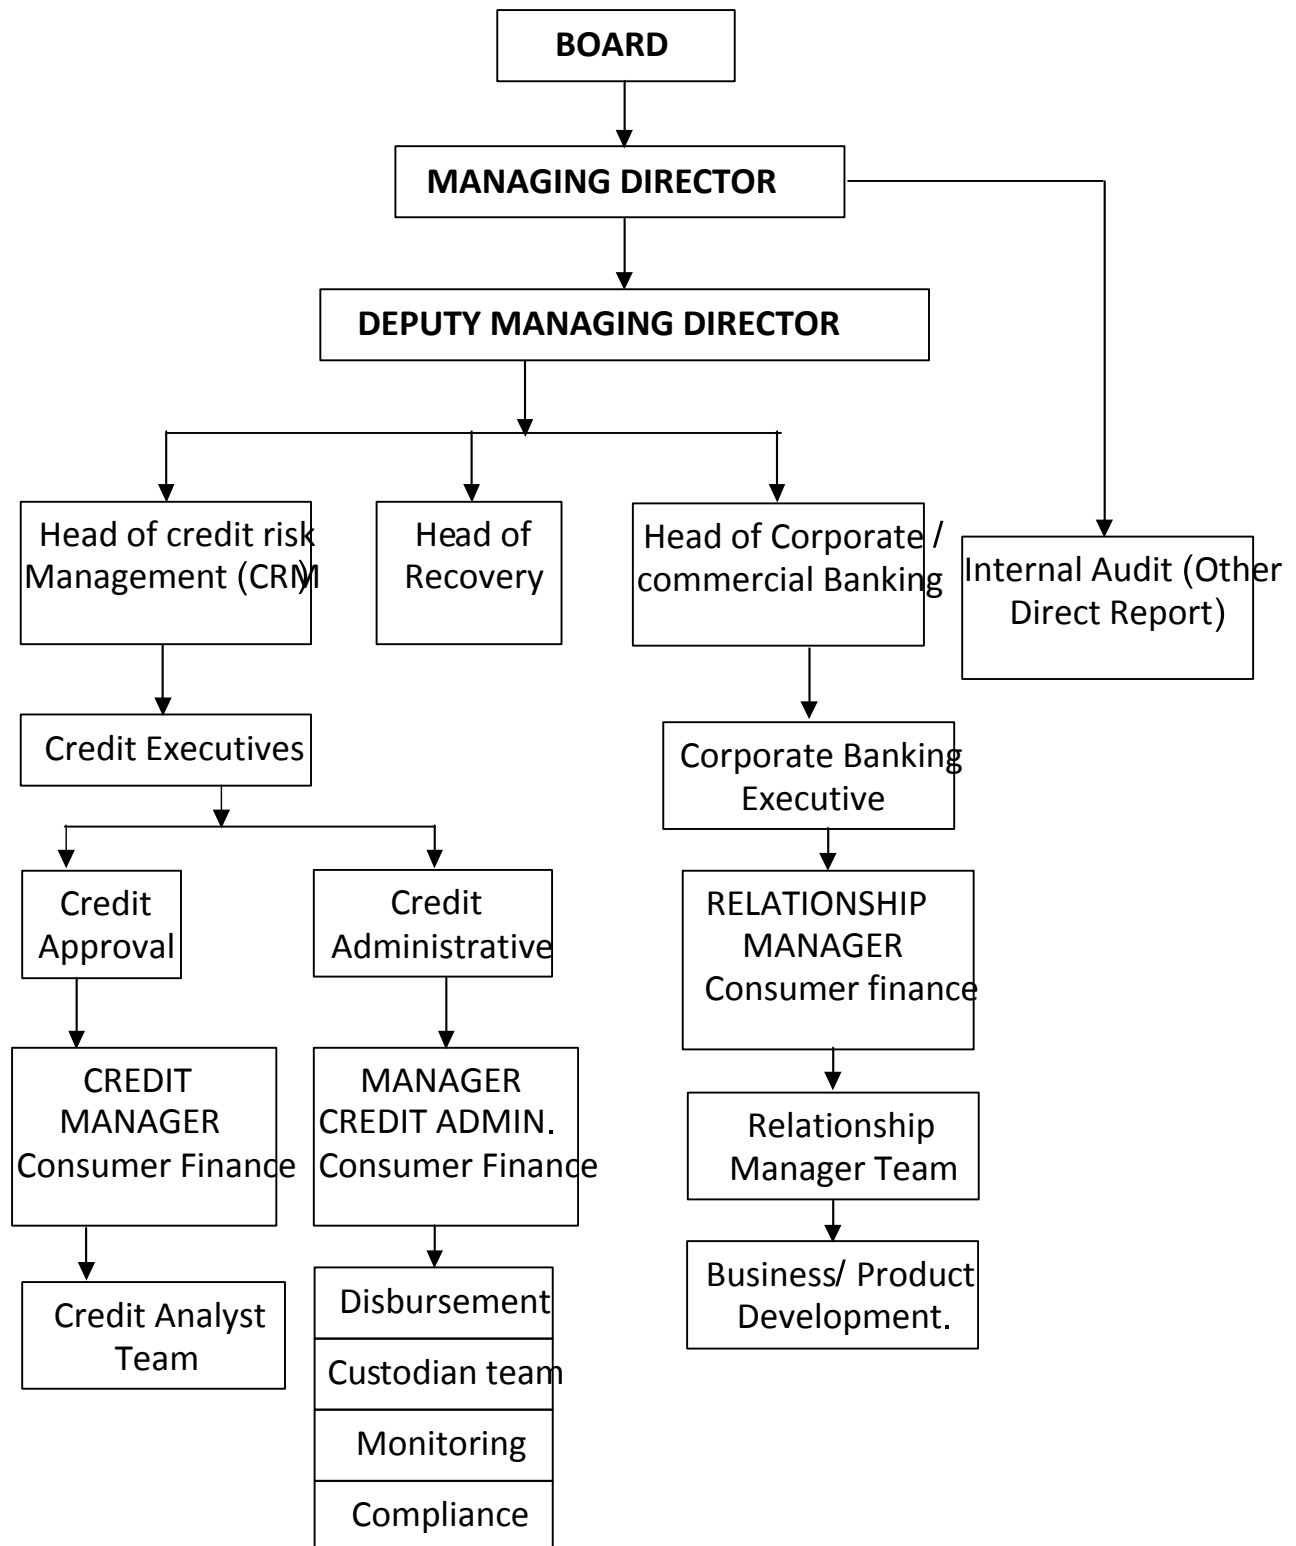 BOARD
MANAGING DIRECTOR
DEPUTY MANAGING DIRECTOR
Head of credit risk
Management (CRM)
Head of
Recovery
Head of Corporate /
commercial Banking
Internal Audit (Other
Direct Report)
Credit Executives
Corporate Banking
Executive
Credit
Approval
Credit
Administrative
RELATIONSHIP
MANAGER
Consumer finance
CREDIT
MANAGER
Consumer Finance
MANAGER
CREDIT ADMIN.
Consumer Finance
Relationship
Manager Team
Credit Analyst
Team
Disbursement
Custodian team
Monitoring
Compliance
Business/ Product
Development.